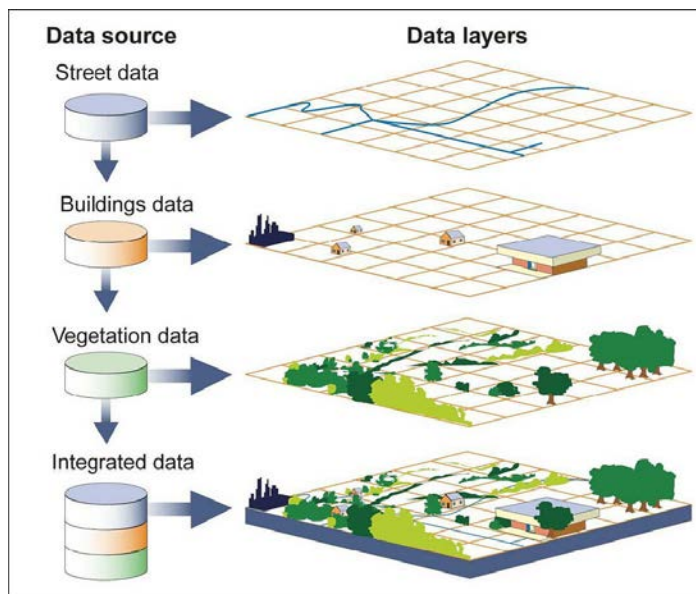 Data source
Data layers
Street data
Buildings data
Vegetation data
Integrated data